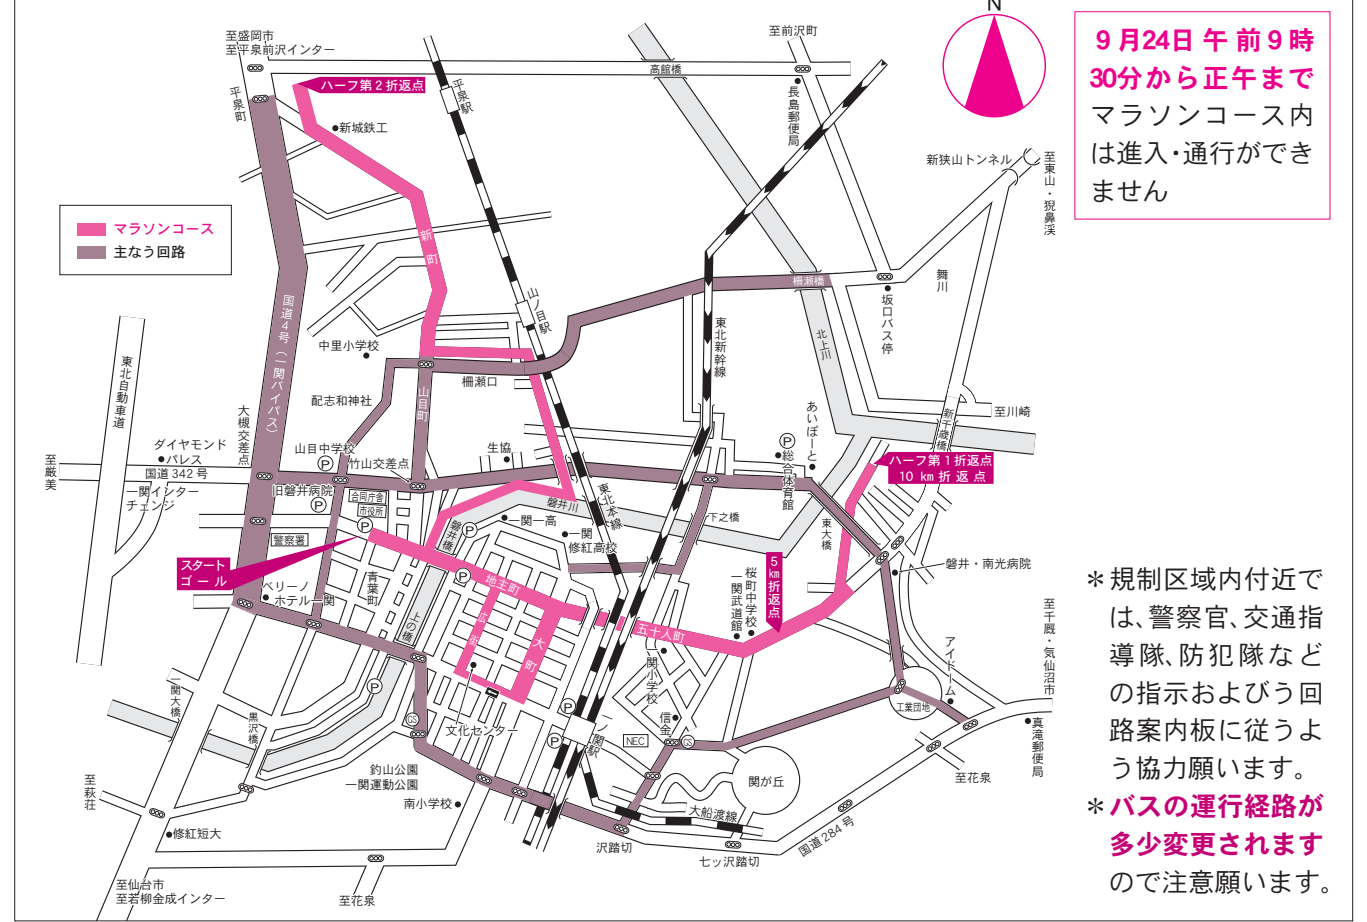 N
9月24日午前9時
30分から正午まで
マラソンコース内
は進入・通行ができ
ません
至盛岡市
至平泉前沢インター
平泉町
ハーフ第2折返点
新城鉄工
平泉駅
高館橋
至前沢町
長島郵便局
新狭山トンネル
至東山・猊鼻渓
マラソンコース
主なう回路
新町
国道4号(一関バイパス)
山ノ目駅
東北新幹線
柵瀬橋
北上川
舞川
坂口バス停
東北自動車道
中里小学校
柵瀬口
配志和神社
山目町
大槻交差点
山目中学校
P
竹山交差点
生協
あいぽーと
P
総合体育館
新千歳橋
至川崎
ダイヤモンド
パレス
国道342号
至厳美
一関インター
チェンジ
旧磐井病院
P
合同庁舎
市役所
P
警察署
磐井川
磐井橋
P
一関一高
一関
修紅高校
東北本線
下之橋
東大橋
ハーフ第1折返点
10km折返点
磐井・南光病院
スタート
ゴール
ベリーノ
ホテル一関
青葉町
上の橋
P
地主町
広街
大町
五十人町
5km折返点
桜町中学校
一関武道館
一関小学校
信金
GS
NEC
アイドーム
工業団地
至千厩・気仙沼市
真滝郵便局
至花泉
一関大橋
黒沢橋
P
GS
文化センター
P
P
一関駅
関が丘
釣山公園
一関運動公園
南小学校
大船渡線
沢踏切
七ッ沢踏切
国道284号
至萩荘
修紅短大
至仙台市
至若柳金成インター
至花泉
＊規制区域内付近で
は、警察官、交通指
導隊、防犯隊など
の指示およびう回
路案内板に従うよ
う協力願います。
＊バスの運行経路が
多少変更されます
ので注意願います。